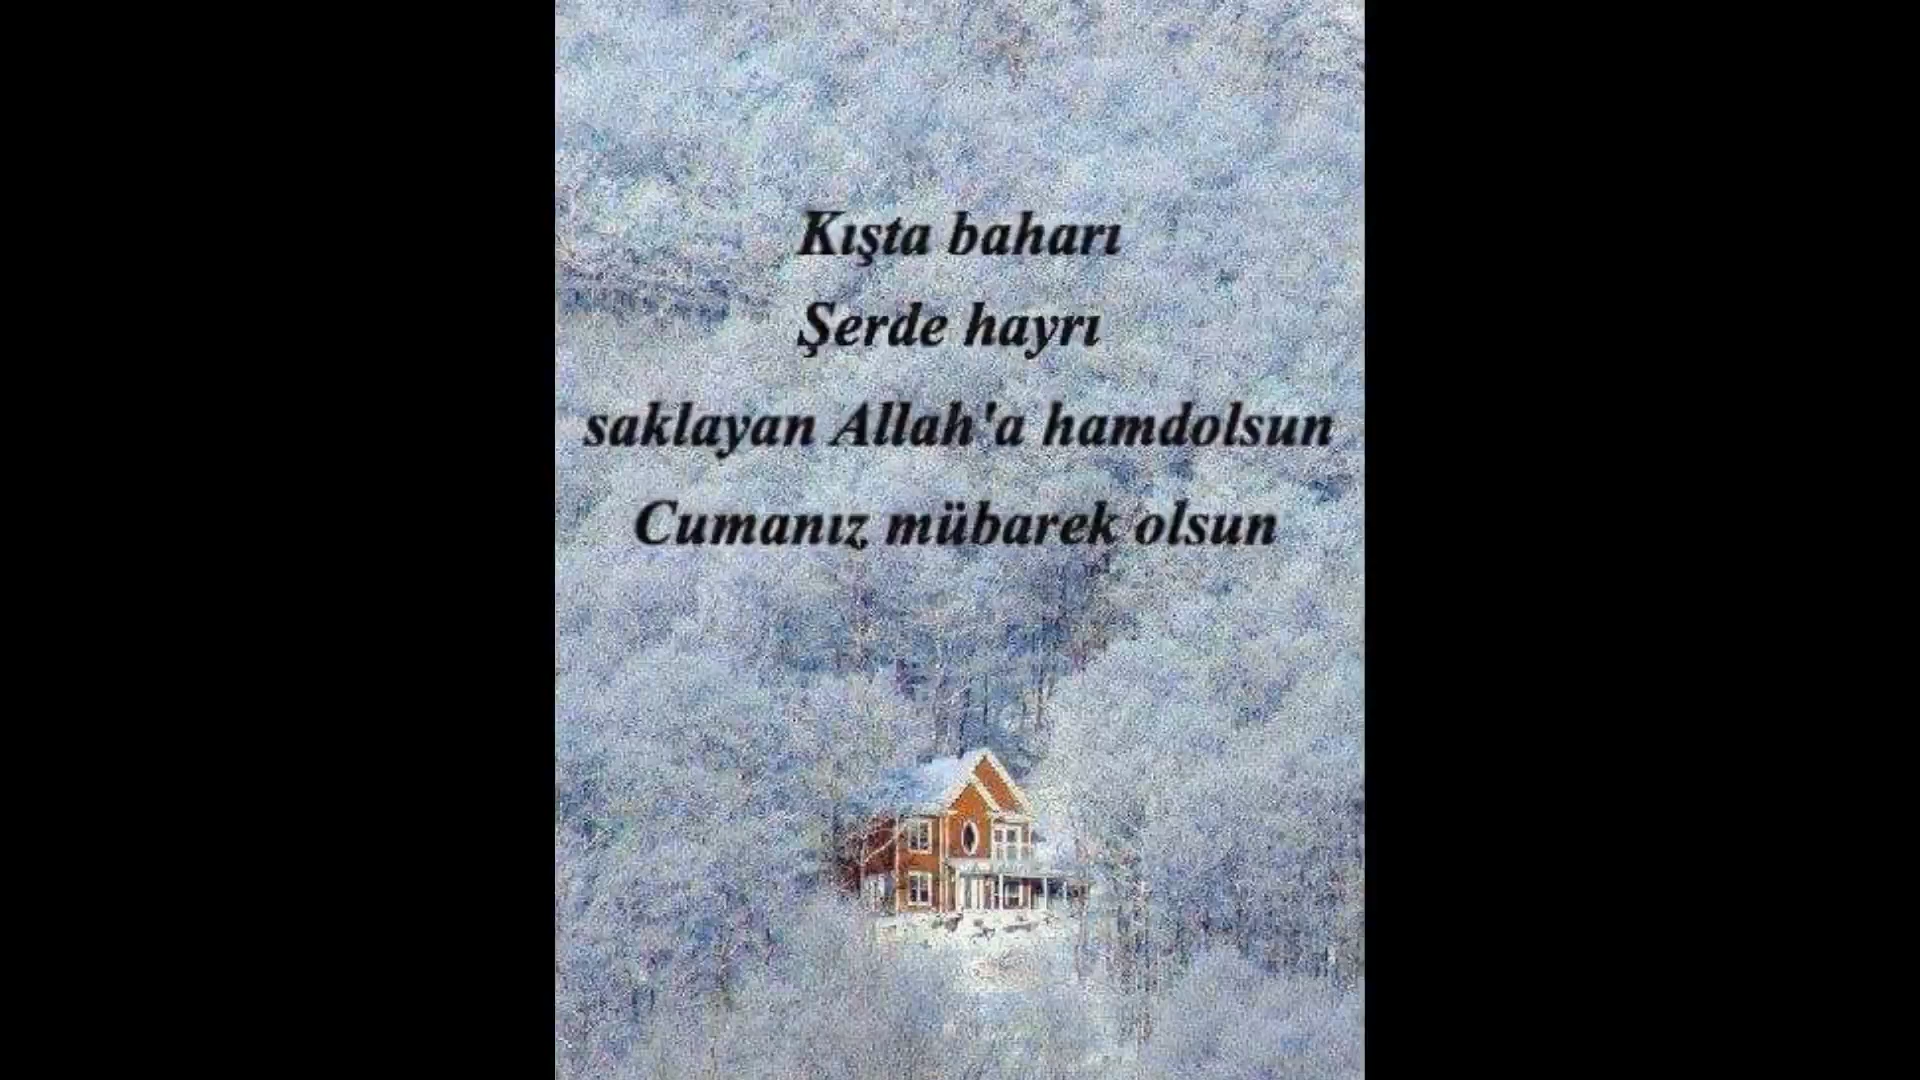 Kışta baharı
Şerde hayrı
saklayan Allah'a hamdolsun
Cumanız mübarek olsun